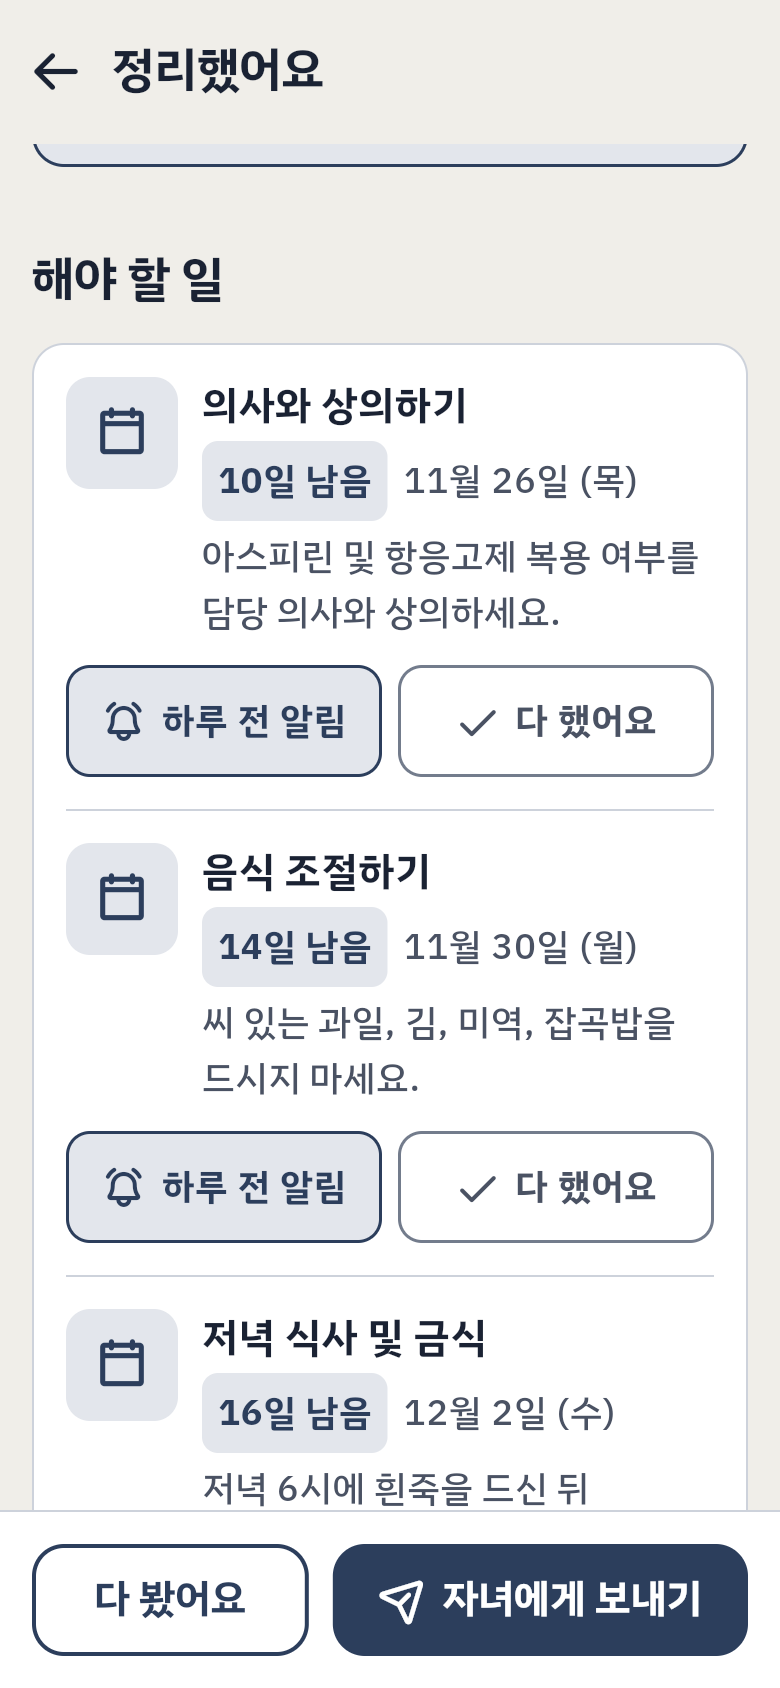 정리했어요
해야 할 일
의사와 상의하기
10일 남음 11월 26일 (목)
아스피린 및 항응고제 복용 여부를
담당 의사와 상의하세요.
하루 전 알림 다 했어요
음식 조절하기
14일 남음 11월 30일 (월)
씨 있는 과일, 김, 미역, 잡곡밥을
드시지 마세요.
하루 전 알림 다 했어요
저녁 식사 및 금식
16일 남음 12월 2일 (수)
저녁 6시에 흰죽을 드신 뒤
다 봤어요 자녀에게 보내기